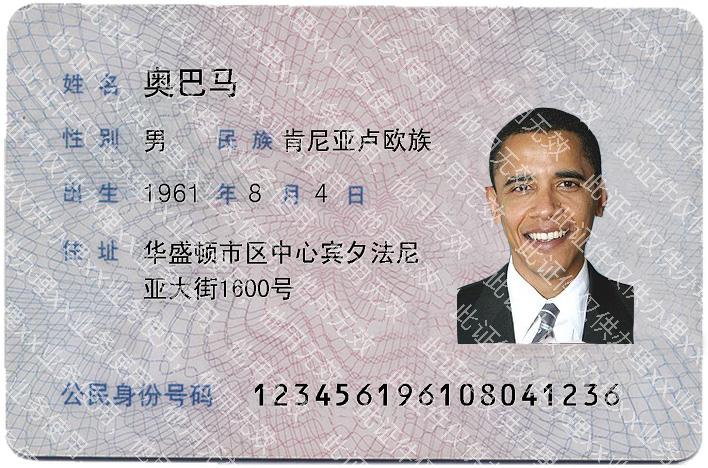 姓名 奥巴马
性别 男 民族 肯尼亚卢欧族
出生 1961 年 8 月 4 日
住址 华盛顿市区中心宾夕法尼
亚大街1600号
公民身份号码 123456196108041236